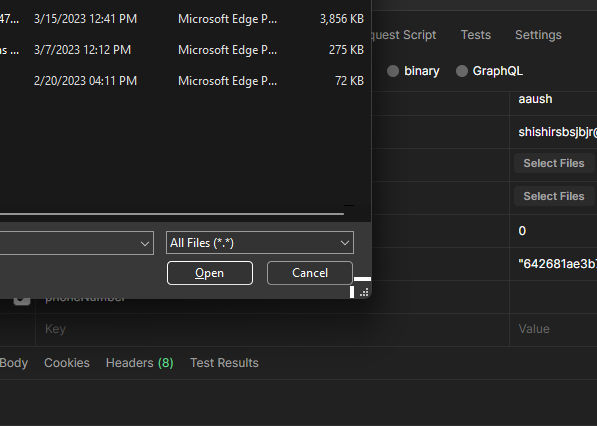 47... 3/15/2023 12:41 PM Microsoft Edge P... 3,856 KB
quest Script Tests Settings
ns ... 3/7/2023 12:12 PM Microsoft Edge P... 275 KB
binary GraphQL
2/20/2023 04:11 PM Microsoft Edge P... 72 KB
aaush
shishirsbsjbjr@
Select Files
Select Files
0
All Files (*.*)
"642681ae3b7
Open Cancel
phoneNumber
Key Value
Body Cookies Headers (8) Test Results